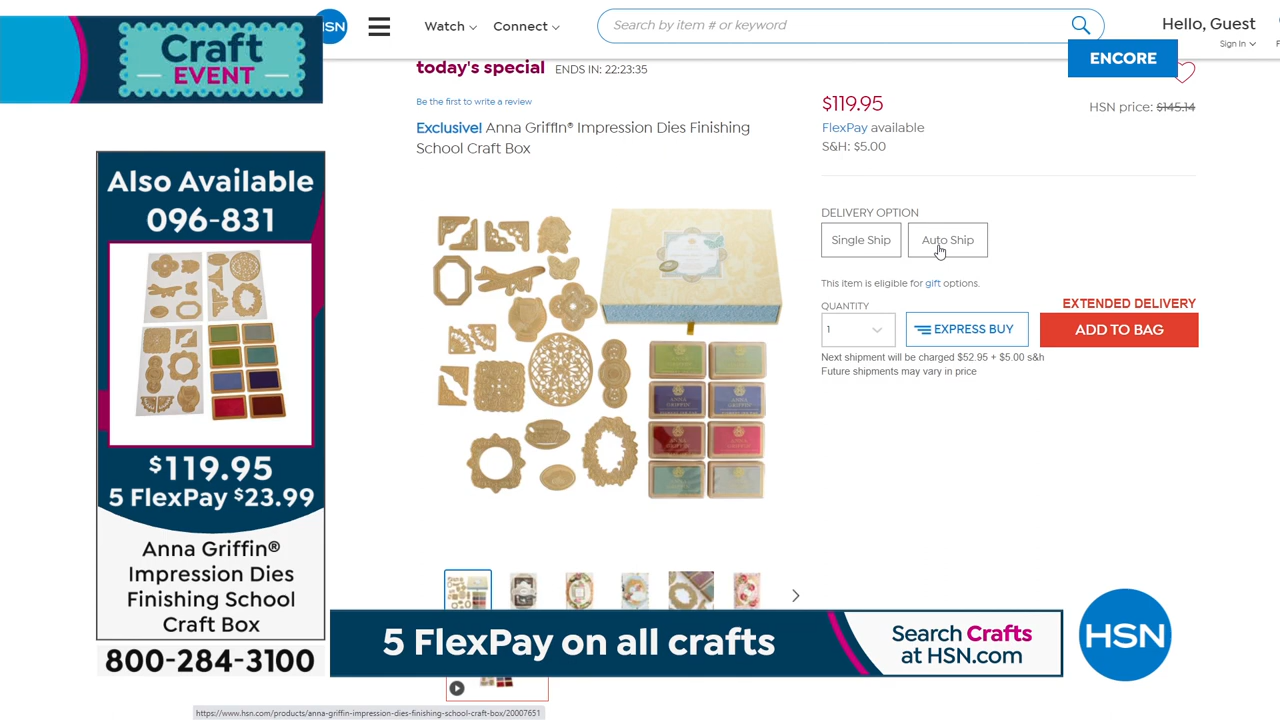 Craft
EVENT
HSN
Watch
Connect
Search by item # or keyword
Hello, Guest
Sign In
ENCORE
today's special ENDS IN: 22:23:35
Be the first to write a review
Exclusive! Anna Griffin® Impression Dies Finishing
School Craft Box
$119.95
HSN price: $145.14
FlexPay available
S&H: $5.00
DELIVERY OPTION
Single Ship
Auto Ship
This item is eligible for gift options.
QUANTITY
1
EXPRESS BUY
EXTENDED DELIVERY
ADD TO BAG
Next shipment will be charged $52.95 + $5.00 s&h
Future shipments may vary in price
Also Available
096-831
$119.95
5 FlexPay $23.99
Anna Griffin®
Impression Dies
Finishing School
Craft Box
800-284-3100
ANNA
GRIFFIN
ANNA
GRIFFIN
5 FlexPay on all crafts
Search Crafts
at HSN.com
HSN
https://www.hsn.com/products/anna-griffin-impression-dies-finishing-school-craft-box/20007651